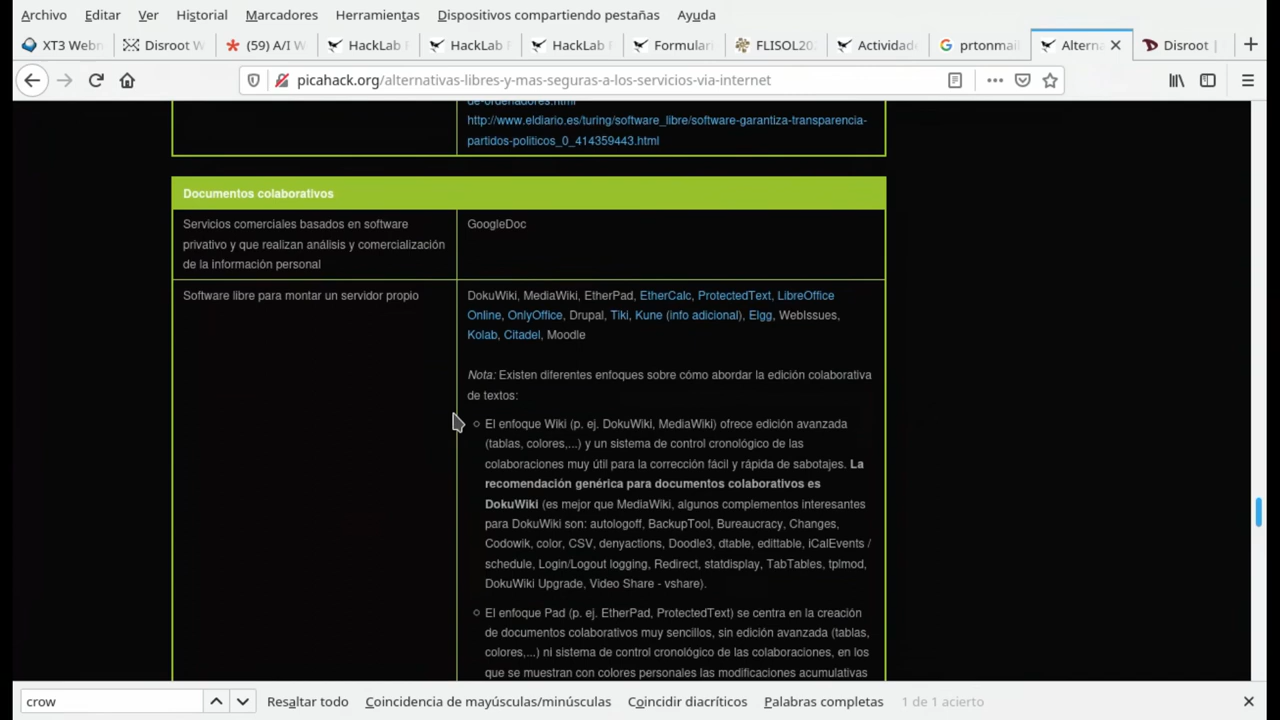 Archivo Editar Ver Historial Marcadores Herramientas Dispositivos compartiendo pestañas Ayuda
XT3 Webm Disroot W (59) A/I W HackLab HackLab HackLab Formulari FLISOL20 Actividade prtonmail Altern Disroot |
picahack.org/alternativas-libres-y-mas-seguras-a-los-servicios-via-internet
de-ordenadores.html
http://www.eldiario.es/turing/software_libre/software-garantiza-transparencia-
partidos-politicos_0_414359443.html
Documentos colaborativos
Servicios comerciales basados en software
privativo y que realizan análisis y comercialización
de la información personal
GoogleDoc
Software libre para montar un servidor propio
DokuWiki, MediaWiki, EtherPad, EtherCalc, ProtectedText, LibreOffice
Online, OnlyOffice, Drupal, Tiki, Kune (info adicional), Elgg, WebIssues,
Kolab, Citadel, Moodle
Nota: Existen diferentes enfoques sobre cómo abordar la edición colaborativa
de textos:
El enfoque Wiki (p. ej. DokuWiki, MediaWiki) ofrece edición avanzada
(tablas, colores,...) y un sistema de control cronológico de las
colaboraciones muy útil para la corrección fácil y rápida de sabotajes. La
recomendación genérica para documentos colaborativos es
DokuWiki (es mejor que MediaWiki, algunos complementos interesantes
para DokuWiki son: autologoff, BackupTool, Bureaucracy, Changes,
Codowik, color, CSV, denyactions, Doodle3, dtable, edittable, iCalEvents /
schedule, Login/Logout logging, Redirect, statdisplay, TabTables, tplmod,
DokuWiki Upgrade, Video Share - vshare).
El enfoque Pad (p. ej. EtherPad, ProtectedText) se centra en la creación
de documentos colaborativos muy sencillos, sin edición avanzada (tablas,
colores,...) ni sistema de control cronológico de las colaboraciones, en los
que se muestran con colores personales las modificaciones acumulativas
crow Resaltar todo Coincidencia de mayúsculas/minúsculas Coincidir diacríticos Palabras completas 1 de 1 acierto